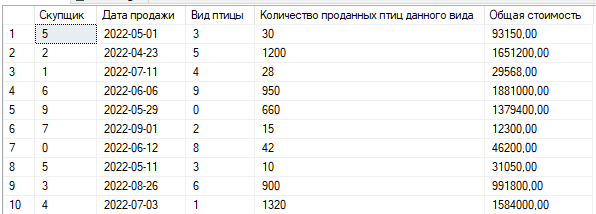 Скупщик Дата продажи Вид птицы Количество проданных птиц данного вида Общая стоимость
1 5 2022-05-01 3 30 93150,00
2 2 2022-04-23 5 1200 1651200,00
3 1 2022-07-11 4 28 29568,00
4 6 2022-06-06 9 950 1881000,00
5 9 2022-05-29 0 660 1379400,00
6 7 2022-09-01 2 15 12300,00
7 0 2022-06-12 8 42 46200,00
8 5 2022-05-11 3 10 31050,00
9 3 2022-08-26 6 900 991800,00
10 4 2022-07-03 1 1320 1584000,00